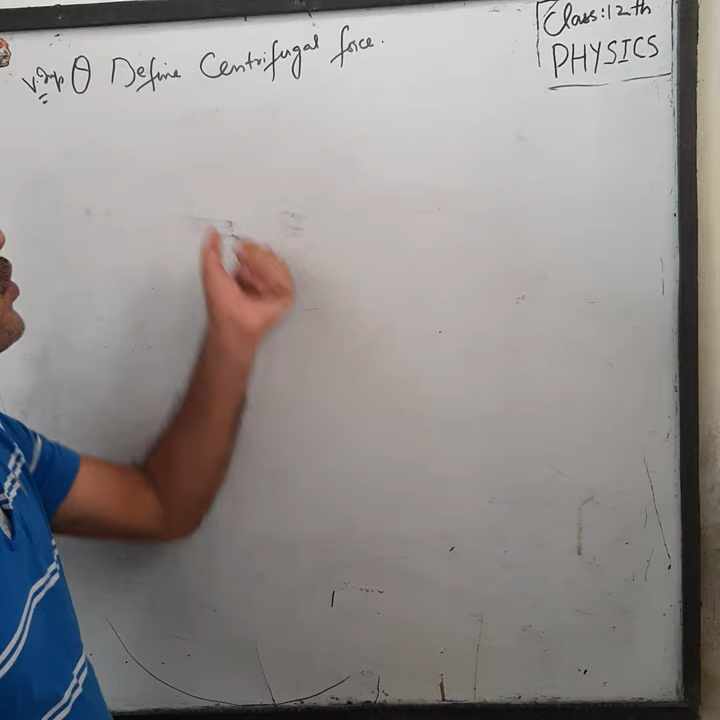 V. Imp Q Define Centrifugal force.
Class: 12th
PHYSICS